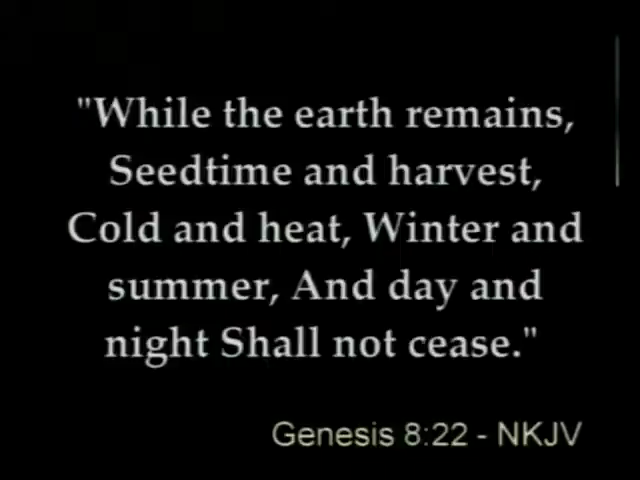 "While the earth remains,
Seedtime and harvest,
Cold and heat, Winter and
summer, And day and
night Shall not cease."
Genesis 8:22 - NKJV